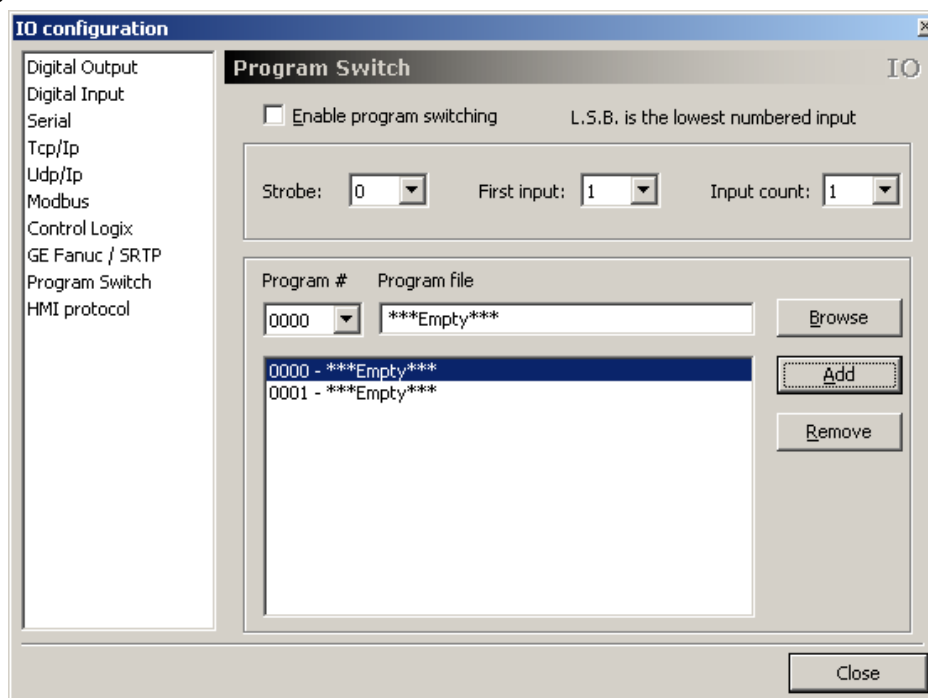 IO configuration
Digital Output
Digital Input
Serial
Tcp/Ip
Udp/Ip
Modbus
Control Logix
GE Fanuc / SRTP
Program Switch
HMI protocol
Program Switch IO
Enable program switching L.S.B. is the lowest numbered input
Strobe: 0 First input: 1 Input count: 1
Program # Program file
0000 ***Empty*** Browse
0000 - ***Empty***
0001 - ***Empty***
Add
Remove
Close